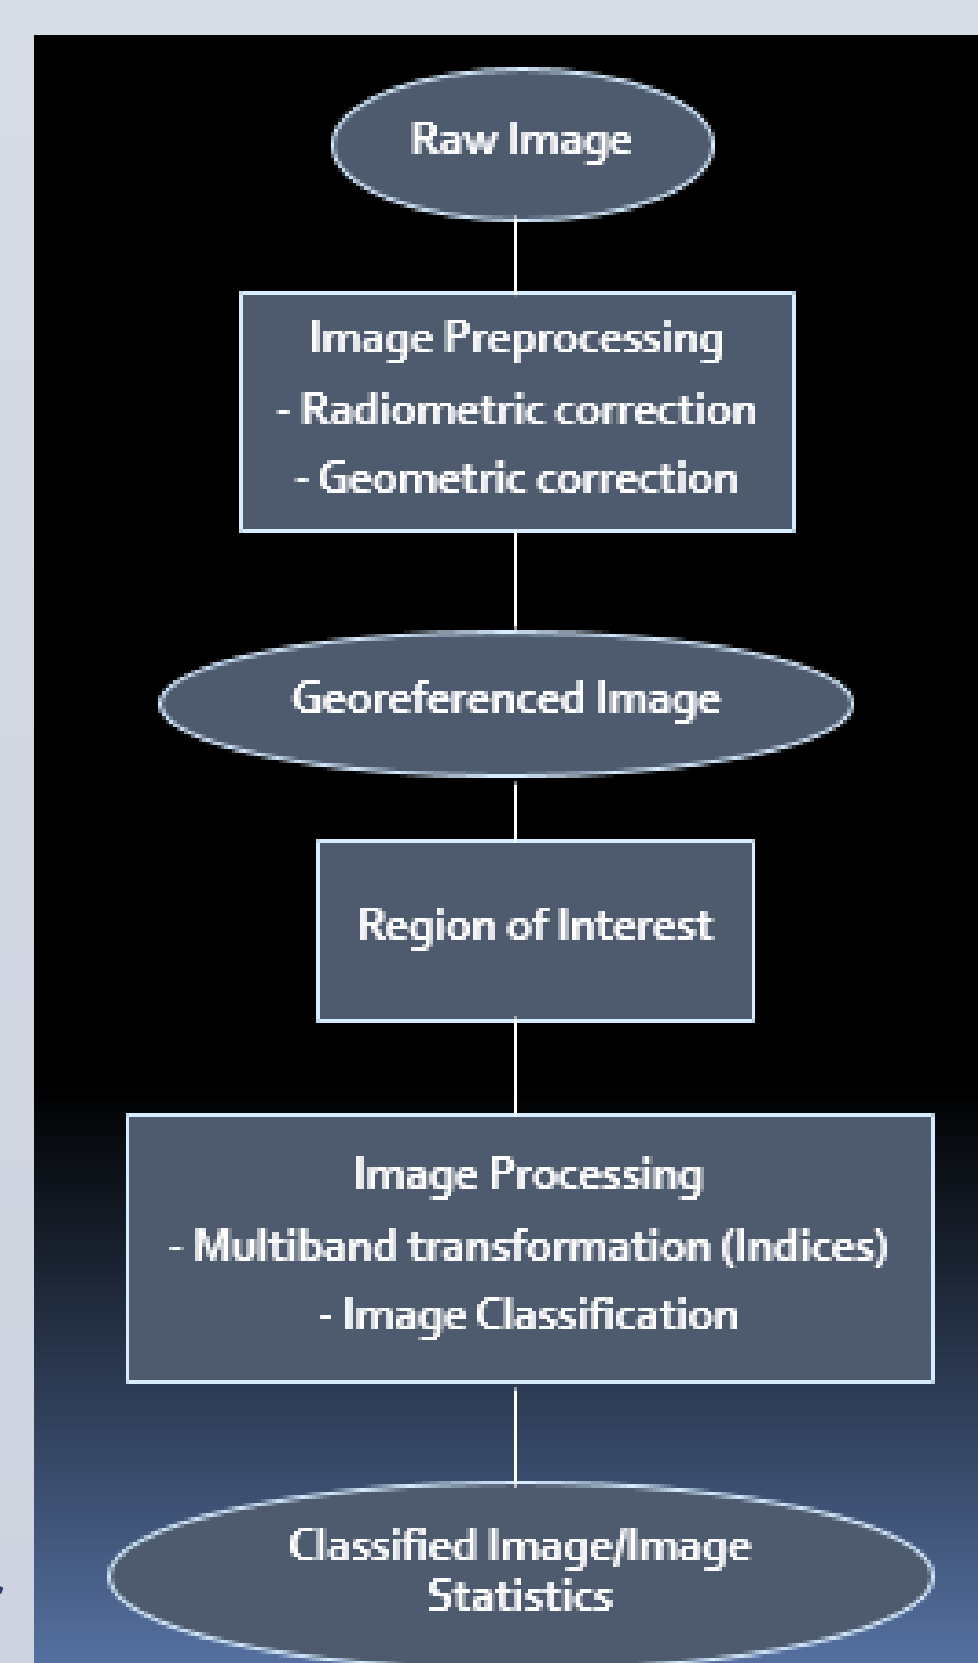 Raw Image
Image Preprocessing
- Radiometric correction
- Geometric correction
Georeferenced Image
Region of Interest
Image Processing
- Multiband transformation (Indices)
- Image Classification
Classified Image/Image
Statistics